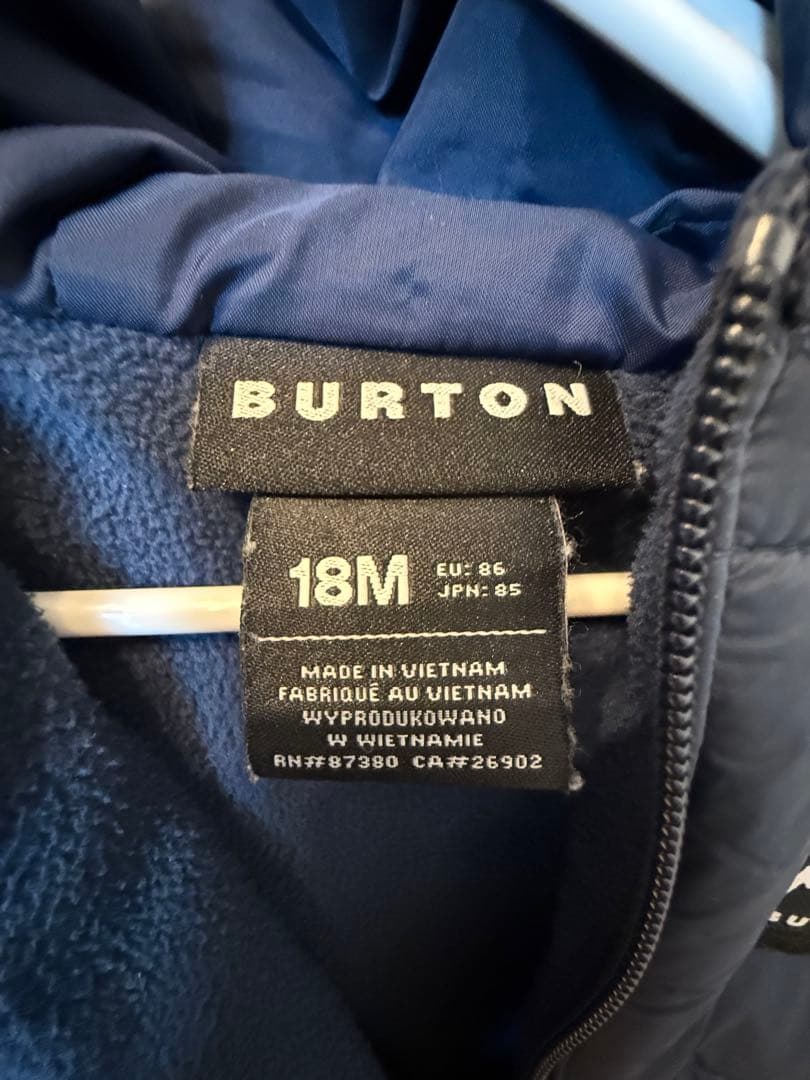 BURTON
18M
EU: 86
JPN: 85
MADE IN VIETNAM
FABRIQUÉ AU VIETNAM
WYPRODUKOWANO
W WIETNAMIE
RN#87380 CA#26902